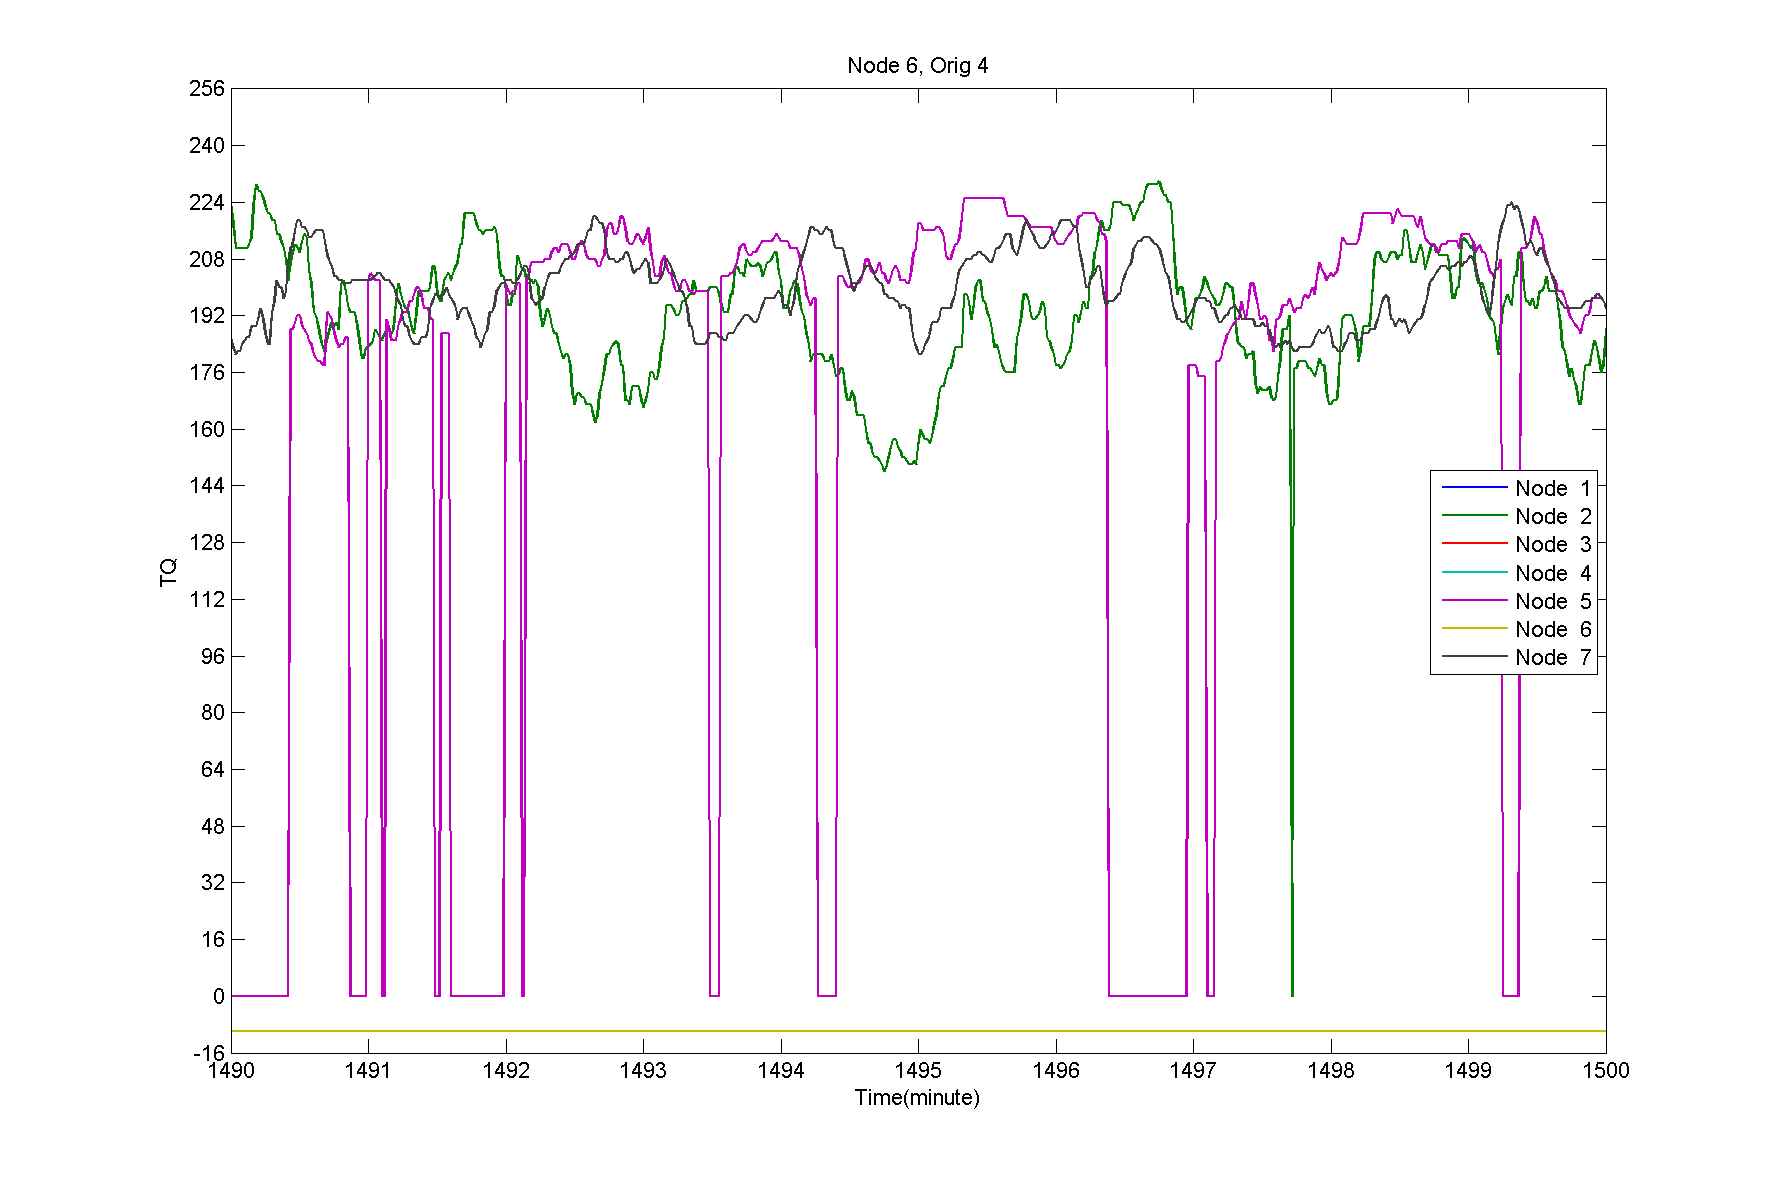 Node 6, Orig 4
256
240
224
208
192
176
160
144
128
112
96
80
64
48
32
16
0
-16
TQ
Node 1
Node 2
Node 3
Node 4
Node 5
Node 6
Node 7
1490 1491 1492 1493 1494 1495 1496 1497 1498 1499 1500
Time(minute)